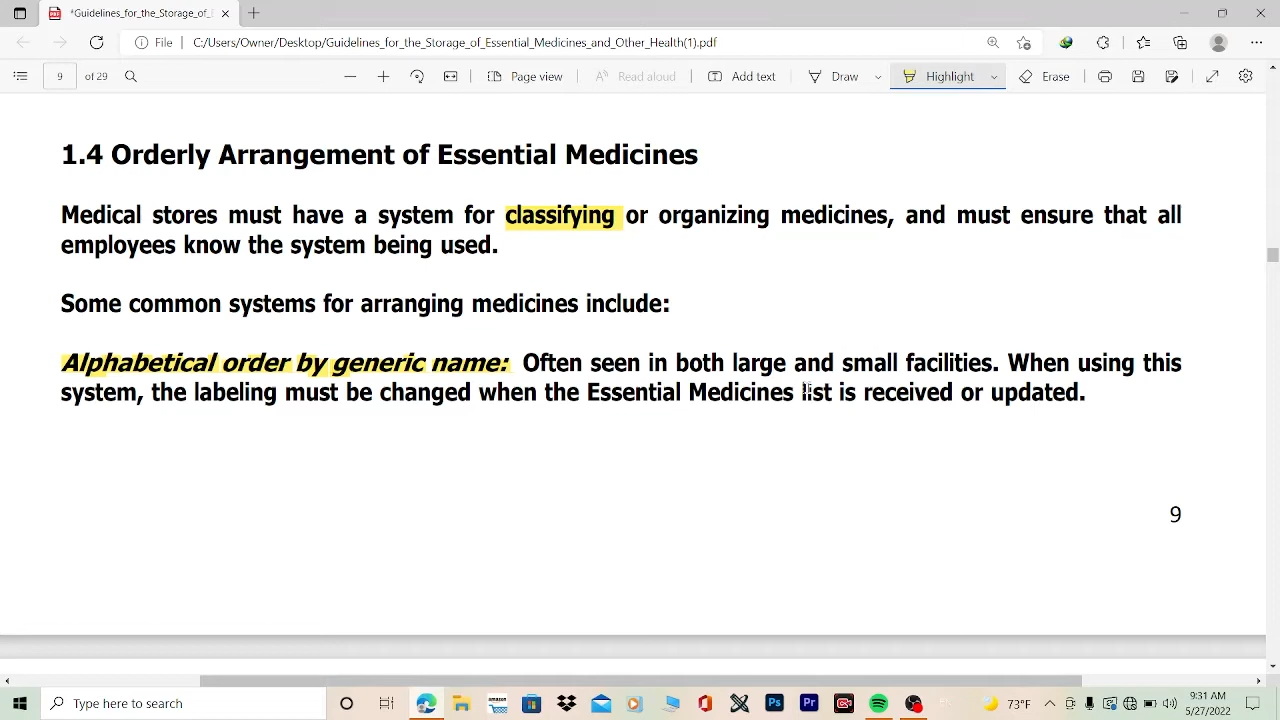 *Guidelines_for_the_Storage_of_
File | C:/Users/Owner/Desktop/Guidelines_for_the_Storage_of_Essential_Medicines_and_Other_Health(1).pdf
9 of 29 Page view Read aloud Add text Draw Highlight Erase
1.4 Orderly Arrangement of Essential Medicines
Medical stores must have a system for classifying or organizing medicines, and must ensure that all
employees know the system being used.
Some common systems for arranging medicines include:
Alphabetical order by generic name: Often seen in both large and small facilities. When using this
system, the labeling must be changed when the Essential Medicines list is received or updated.
9
Type here to search amazon Ps Pr 73°F 9:31 AM
5/27/2022